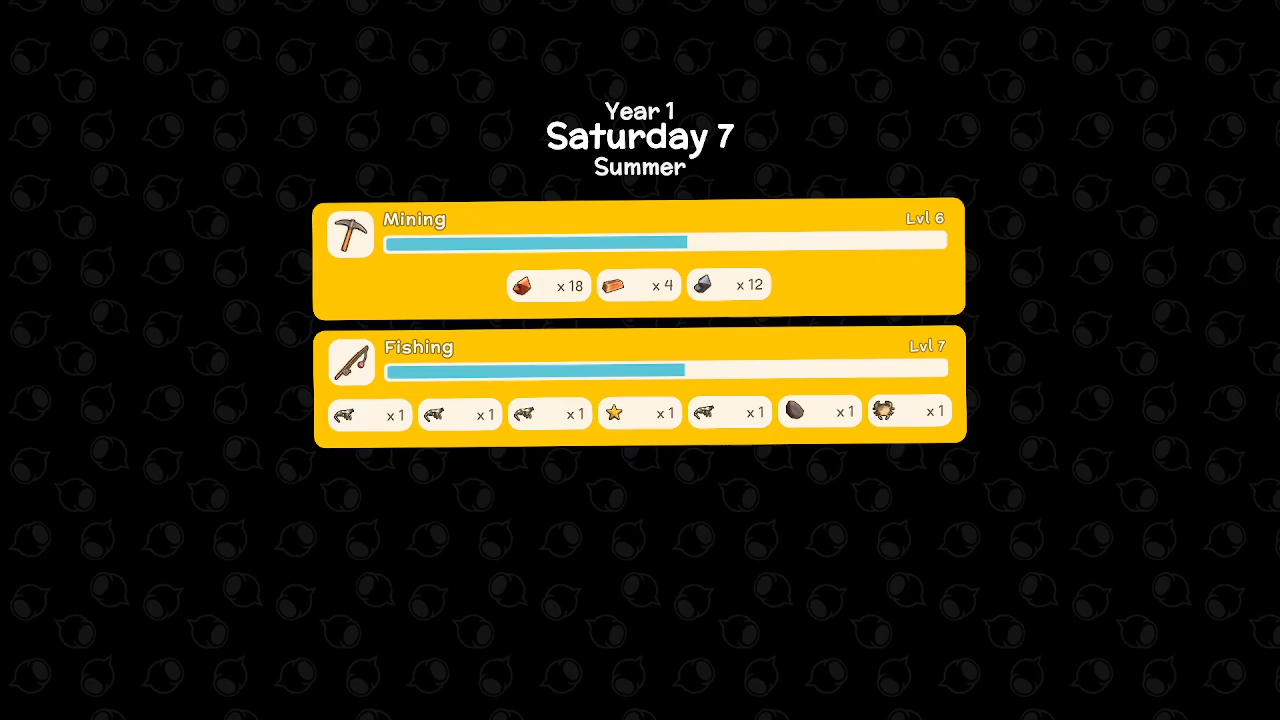 Year 1
Saturday 7
Summer
Mining
Lvl 6
x 18
x 4
x 12
Fishing
Lvl 7
x 1
x 1
x 1
x 1
x 1
x 1
x 1